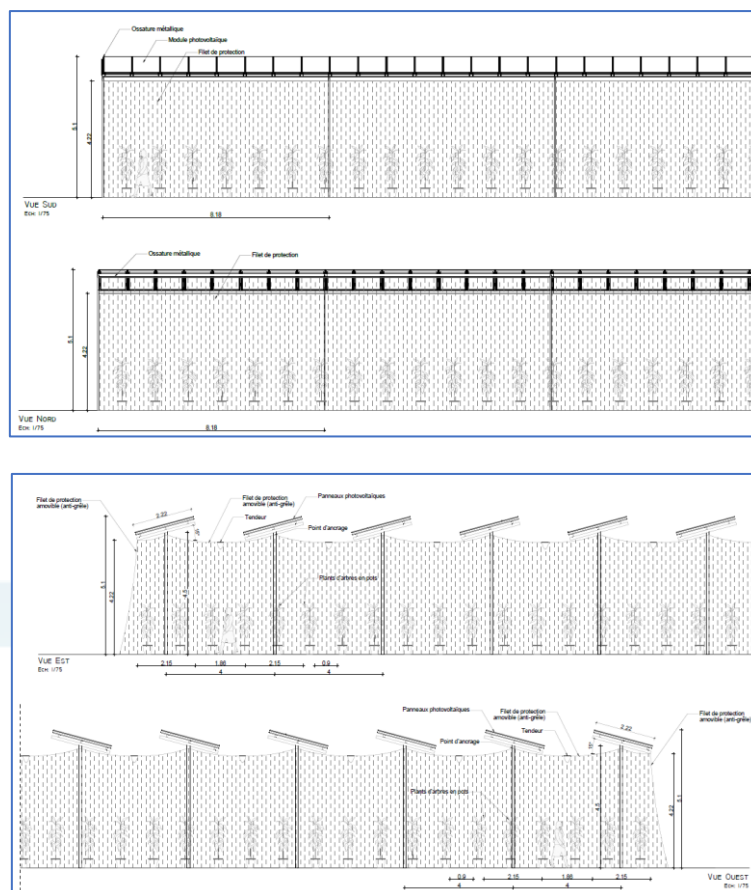 Ossature métallique
Module photovoltaïque
Filet de protection
5.1
4.22
VUE SUD
ECH: 1/75
8.18
Ossature métallique
Filet de protection
5.1
4.22
VUE NORD
ECH: 1/75
8.18
Filet de protection
amovible (anti-grêle)
2.22
Filet de protection
amovible (anti-grêle)
Tendeur
Panneaux photovoltaïques
Point d'ancrage
15°
5.1
4.22
4.5
Plants d'arbres en pots
VUE EST
ECH: 1/75
2.15
1.86
2.15
0.9
4
4
Panneaux photovoltaïques
Filet de protection
amovible (anti-grêle)
Tendeur
2.22
Filet de protection
amovible (anti-grêle)
Point d'ancrage
15°
4.5
4.22
5.1
Plants d'arbres en pots
0.9
2.15
1.86
2.15
4
4
VUE OUEST
ECH: 1/75